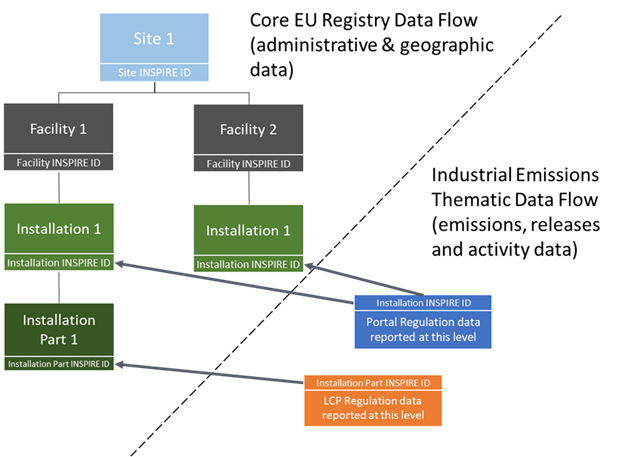 Core EU Registry Data Flow
(administrative & geographic
data)
Site 1
Site INSPIRE ID
Facility 1
Facility INSPIRE ID
Facility 2
Facility INSPIRE ID
Industrial Emissions
Thematic Data Flow
(emissions, releases
and activity data)
Installation 1
Installation INSPIRE ID
Installation 1
Installation INSPIRE ID
Installation INSPIRE ID
Portal Regulation data
reported at this level
Installation
Part 1
Installation Part INSPIRE ID
Installation Part INSPIRE ID
LCP Regulation data
reported at this level